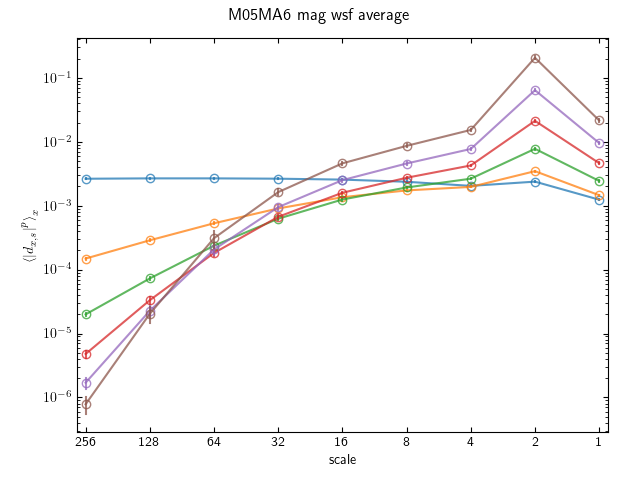 M05MA6 mag wsf average
⟨|d_{x,s}|^p⟩_x
10^{-1}
10^{-2}
10^{-3}
10^{-4}
10^{-5}
10^{-6}
256 128 64 32 16 8 4 2 1
scale